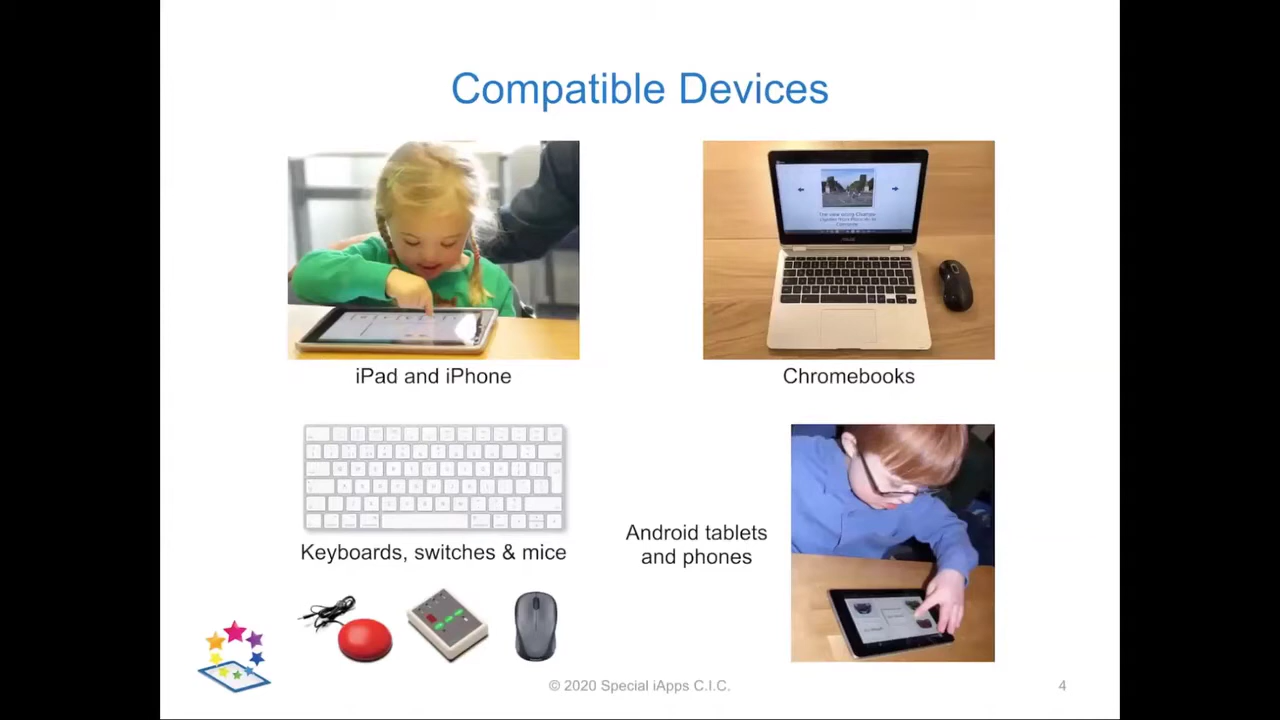 Compatible Devices
iPad and iPhone
Chromebooks
Keyboards, switches & mice
Android tablets
and phones
© 2020 Special iApps C.I.C.
4